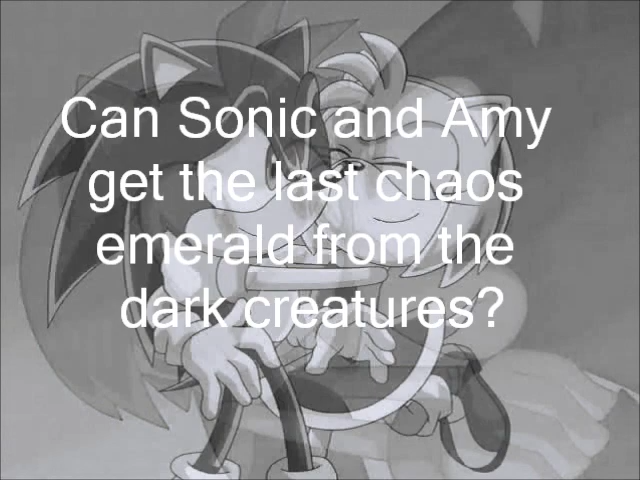 Can Sonic and Amy
get the last chaos
emerald from the
dark creatures?